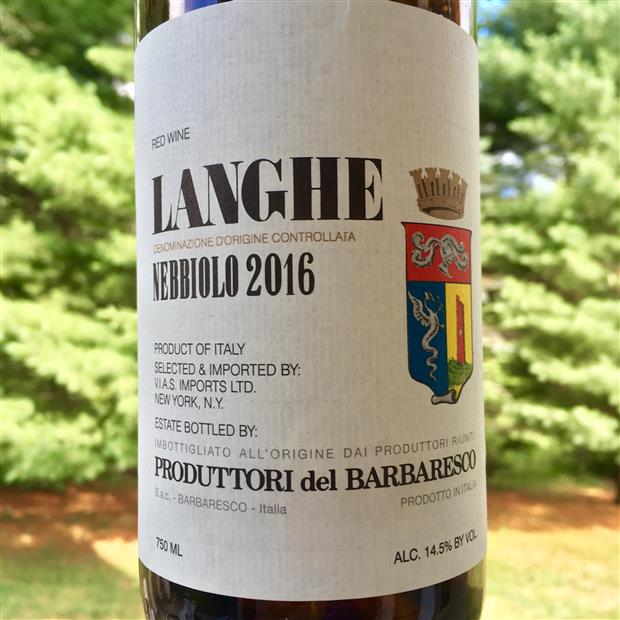 RED WINE
LANGHE
DENOMINAZIONE D'ORIGINE CONTROLLATA
NEBBIOLO 2016
PRODUCT OF ITALY
SELECTED & IMPORTED BY:
V.I.A.S. IMPORTS LTD.
NEW YORK, N.Y.
ESTATE BOTTLED BY:
IMBOTTIGLIATO ALL'ORIGINE DAI PRODUTTORI RIUNITI
PRODUTTORI del BARBARESCO
S.a.c. - BARBARESCO - Italia
PRODOTTO IN ITALIA
750 ML
ALC. 14.5% BY VOL.